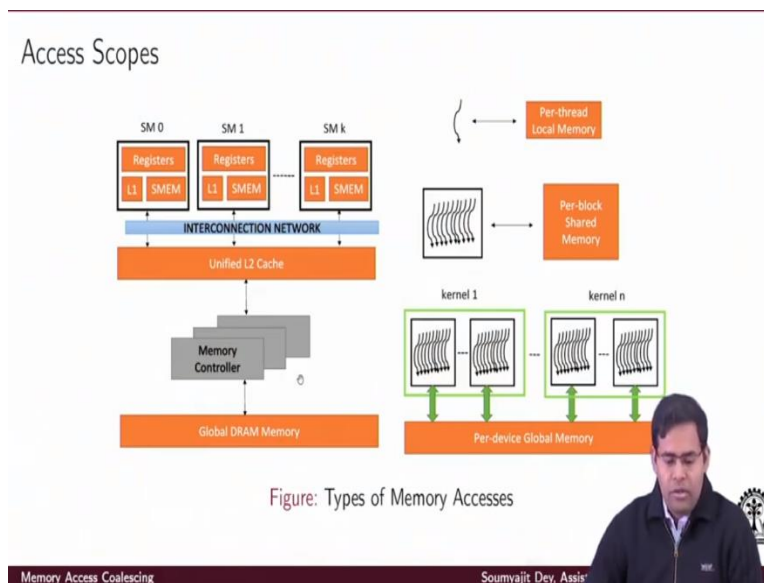 Access Scopes
SM 0
SM 1
SM k
Registers
Registers
Registers
L1
SMEM
L1
SMEM
L1
SMEM
INTERCONNECTION NETWORK
Unified L2 Cache
Memory
Controller
Global DRAM Memory
Per-thread
Local Memory
Per-block
Shared
Memory
kernel 1
kernel n
Per-device Global Memory
Figure: Types of Memory Accesses
Memory Access Coalescing
Soumyajit Dey, Assist